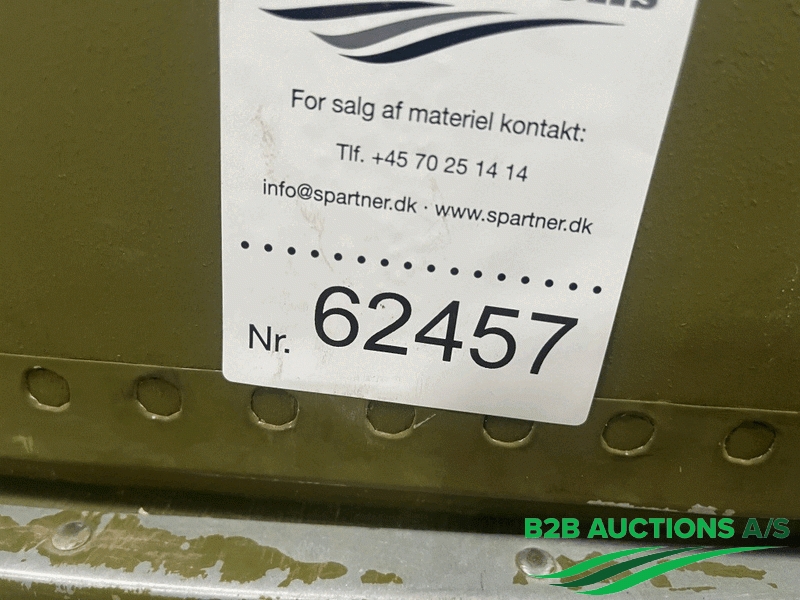 For salg af materiel kontakt:
Tlf. +45 70 25 14 14
info@spartner.dk · www.spartner.dk
Nr. 62457
B2B AUCTIONS A/S